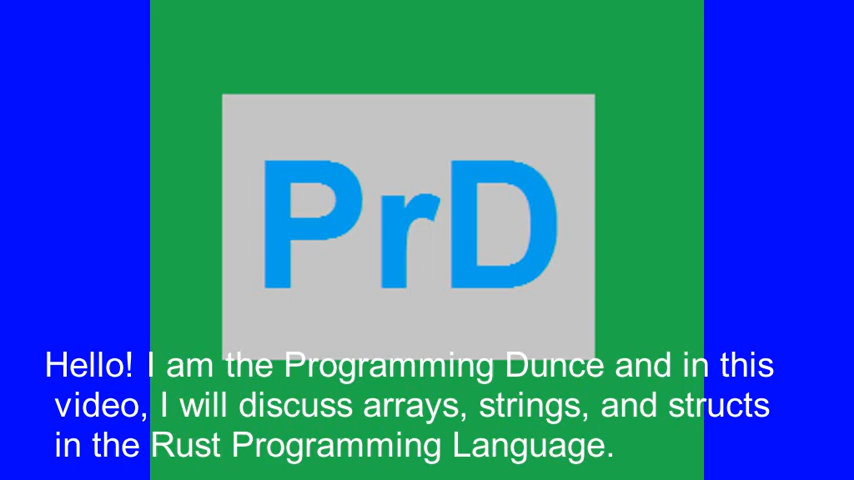 PrD
Hello! I am the Programming Dunce and in this
video, I will discuss arrays, strings, and structs
in the Rust Programming Language.